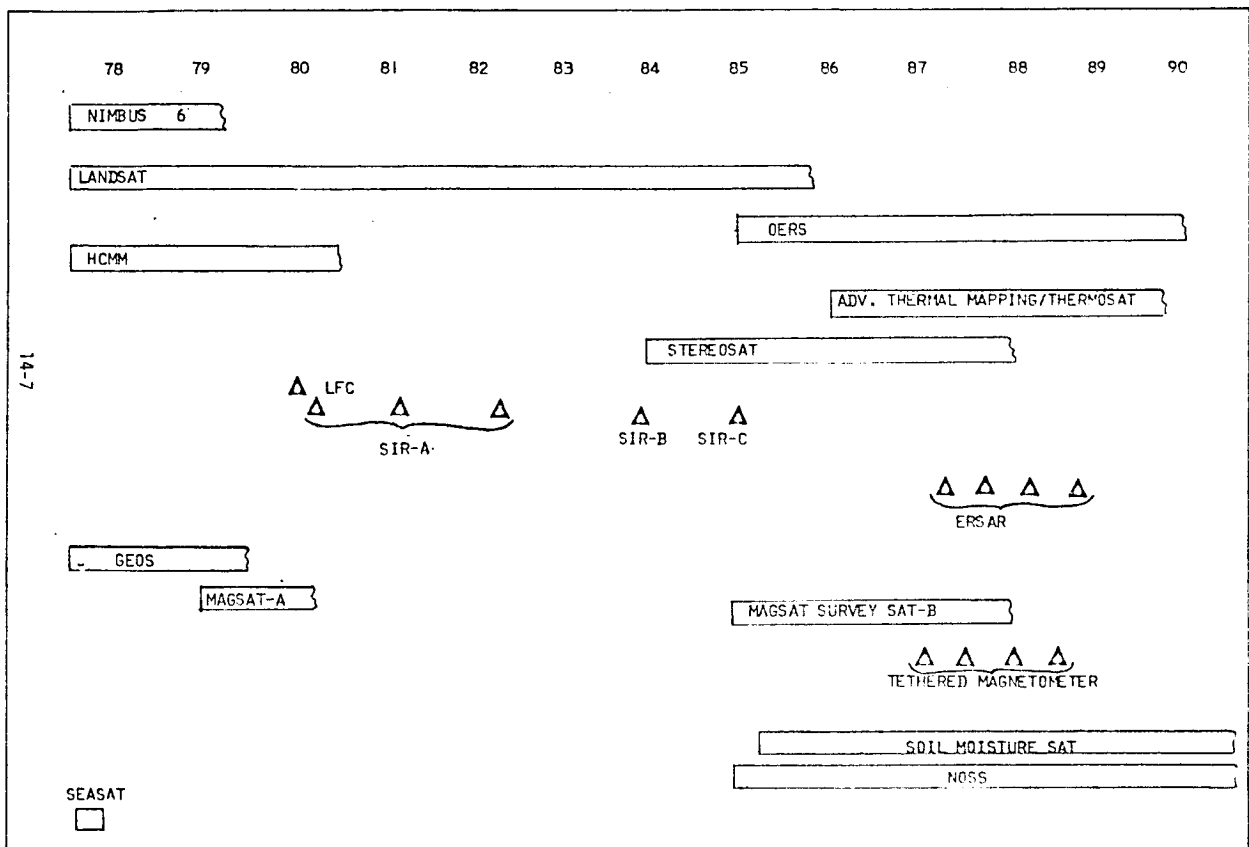 78 79 80 81 82 83 84 85 86 87 88 89 90
NIMBUS 6
LANDSAT
OERS
HCMM
ADV. THERMAL MAPPING/THERMOSAT
STEREOSAT
14-7
LFC
SIR-A
SIR-B SIR-C
ERSAR
GEOS
MAGSAT-A
MAGSAT SURVEY SAT-B
TETHERED MAGNETOMETER
SOIL MOISTURE SAT
NOSS
SEASAT